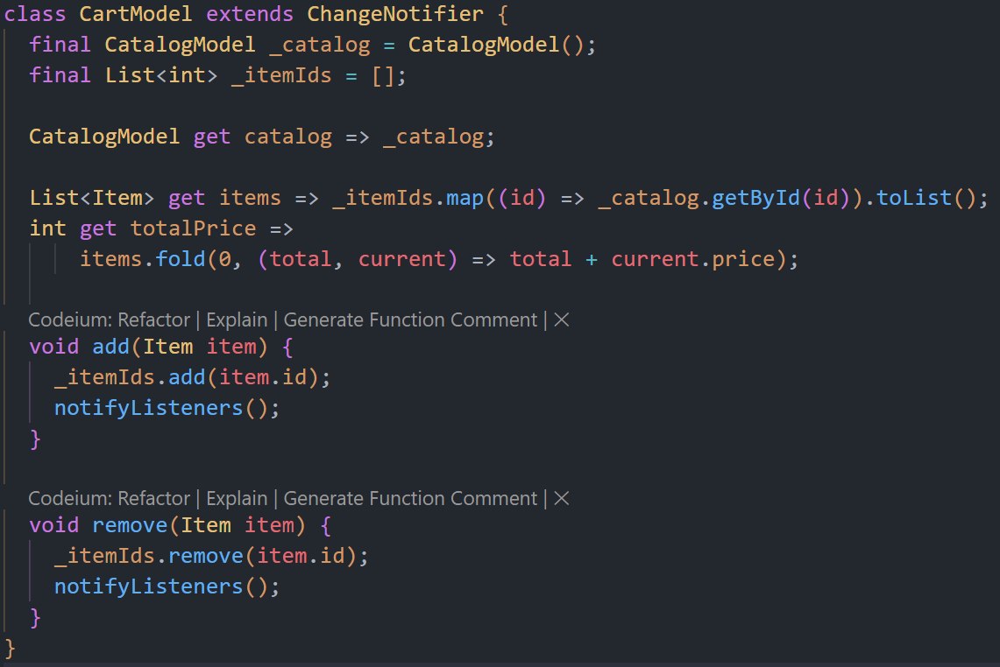 class CartModel extends ChangeNotifier {
  final CatalogModel _catalog = CatalogModel();
  final List<int> _itemIds = [];

  CatalogModel get catalog => _catalog;

  List<Item> get items => _itemIds.map((id) => _catalog.getById(id)).toList();
  int get totalPrice =>
      items.fold(0, (total, current) => total + current.price);

  Codeium: Refactor | Explain | Generate Function Comment | ×
  void add(Item item) {
    _itemIds.add(item.id);
    notifyListeners();
  }

  Codeium: Refactor | Explain | Generate Function Comment | ×
  void remove(Item item) {
    _itemIds.remove(item.id);
    notifyListeners();
  }
}